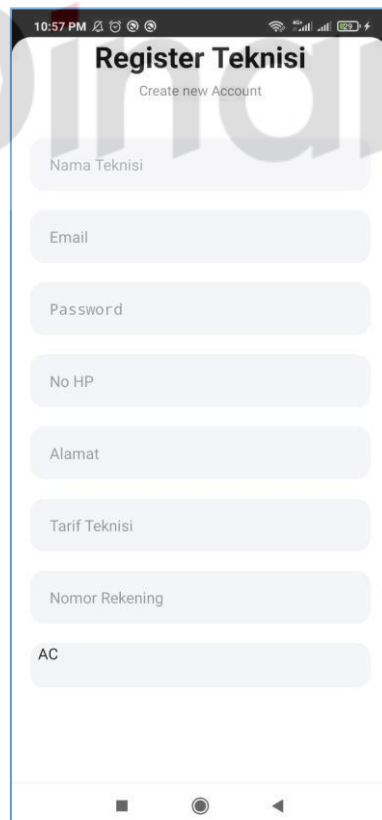 10:57 PM
Register Teknisi
Create new Account
Nama Teknisi
Email
Password
No HP
Alamat
Tarif Teknisi
Nomor Rekening
AC